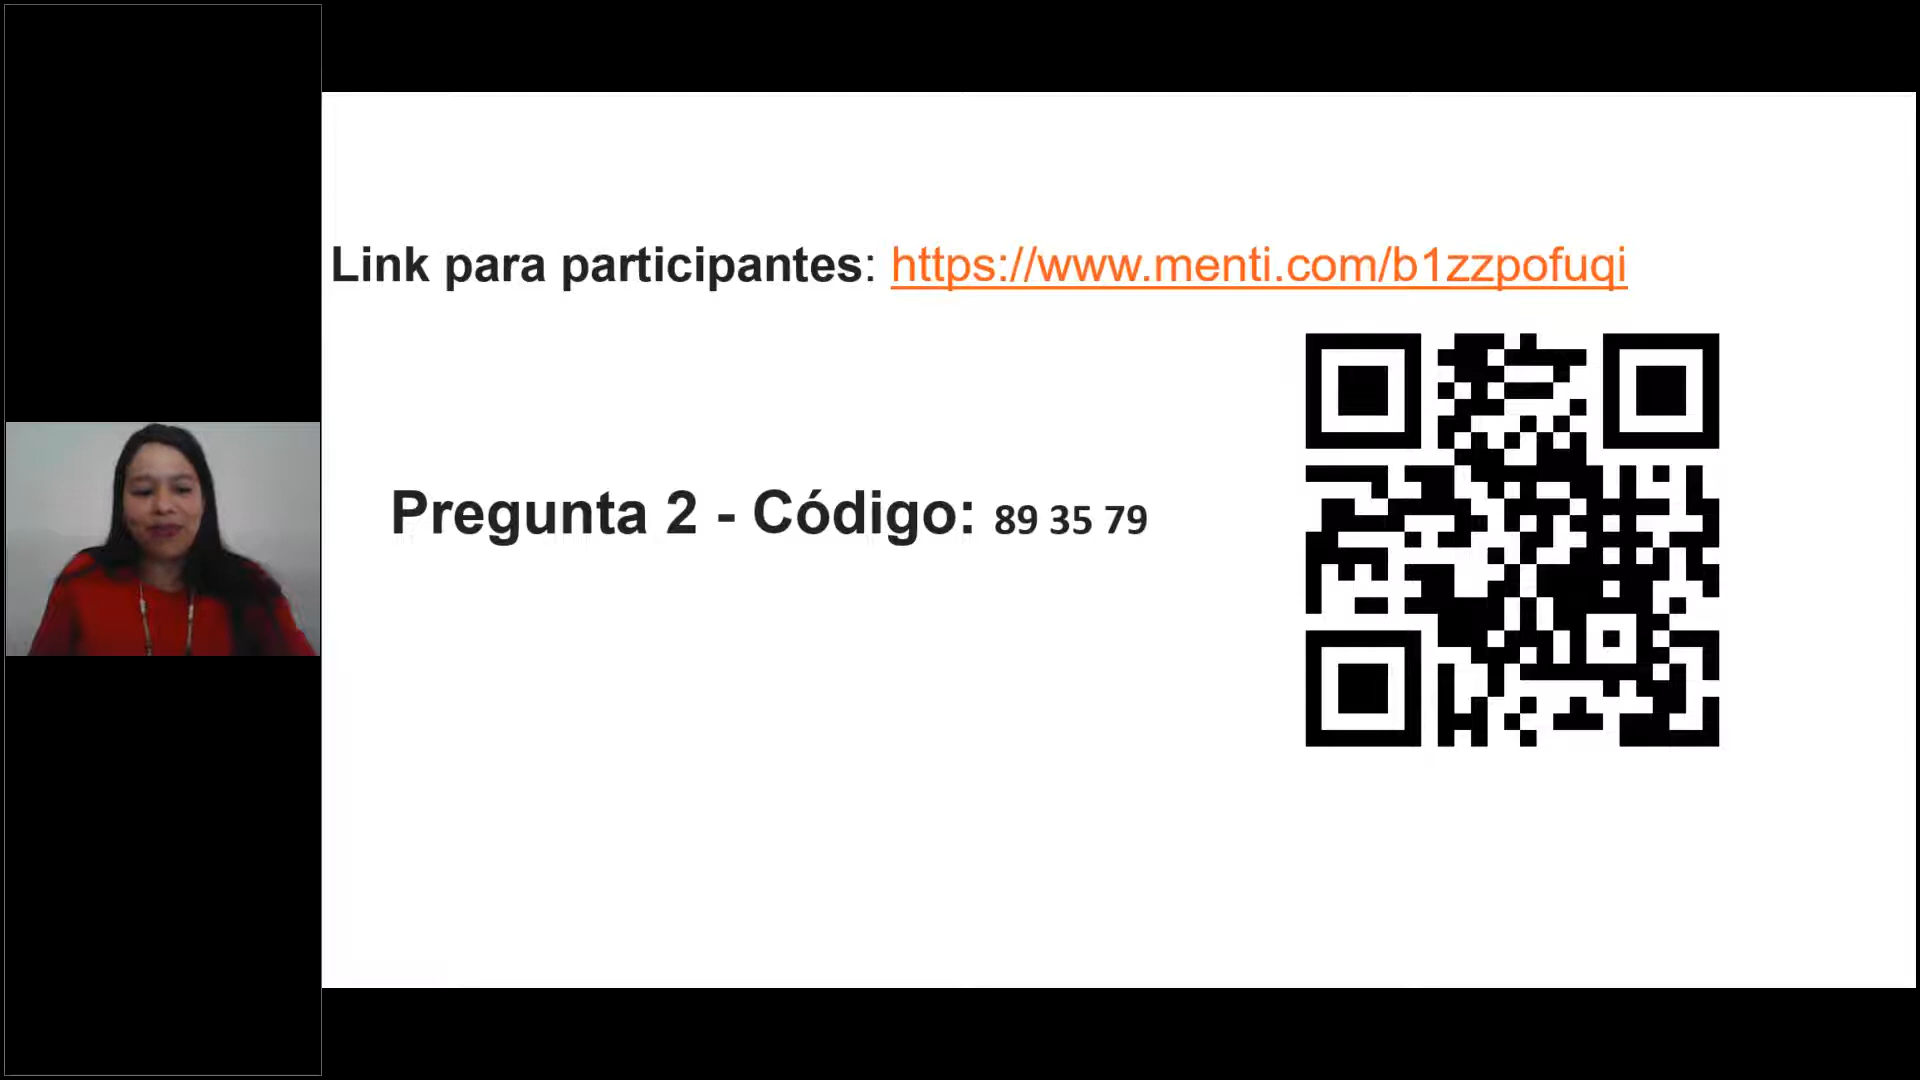 Link para participantes: https://www.menti.com/b1zzpofuqi
Pregunta 2 - Código: 89 35 79